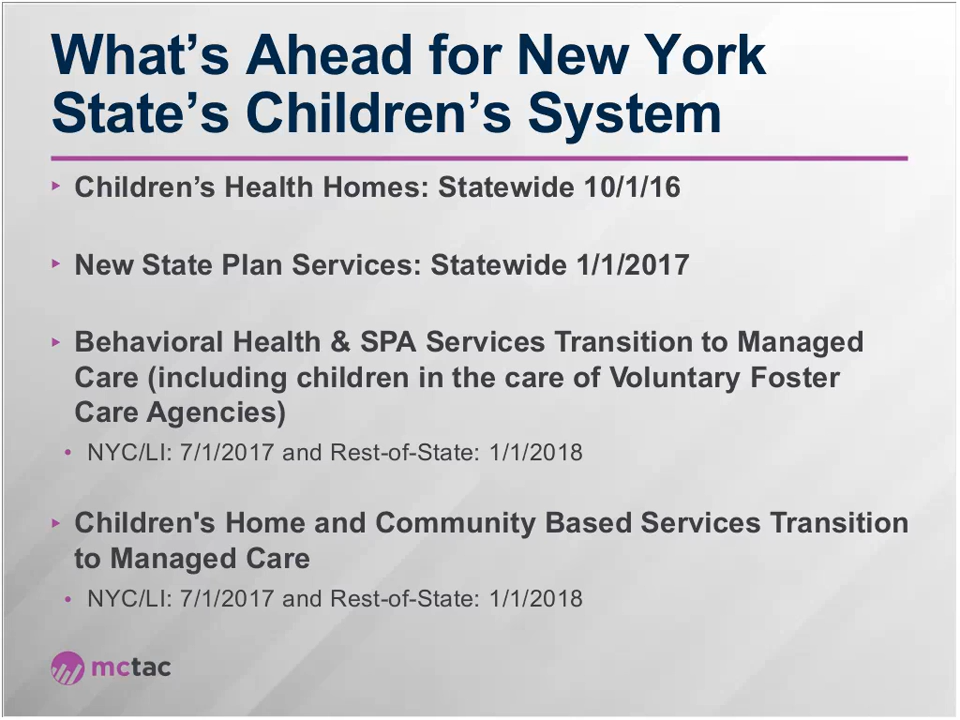 What’s Ahead for New York
State’s Children’s System
‣ Children’s Health Homes: Statewide 10/1/16
‣ New State Plan Services: Statewide 1/1/2017
‣ Behavioral Health & SPA Services Transition to Managed
Care (including children in the care of Voluntary Foster
Care Agencies)
• NYC/LI: 7/1/2017 and Rest-of-State: 1/1/2018
‣ Children's Home and Community Based Services Transition
to Managed Care
• NYC/LI: 7/1/2017 and Rest-of-State: 1/1/2018
mctac